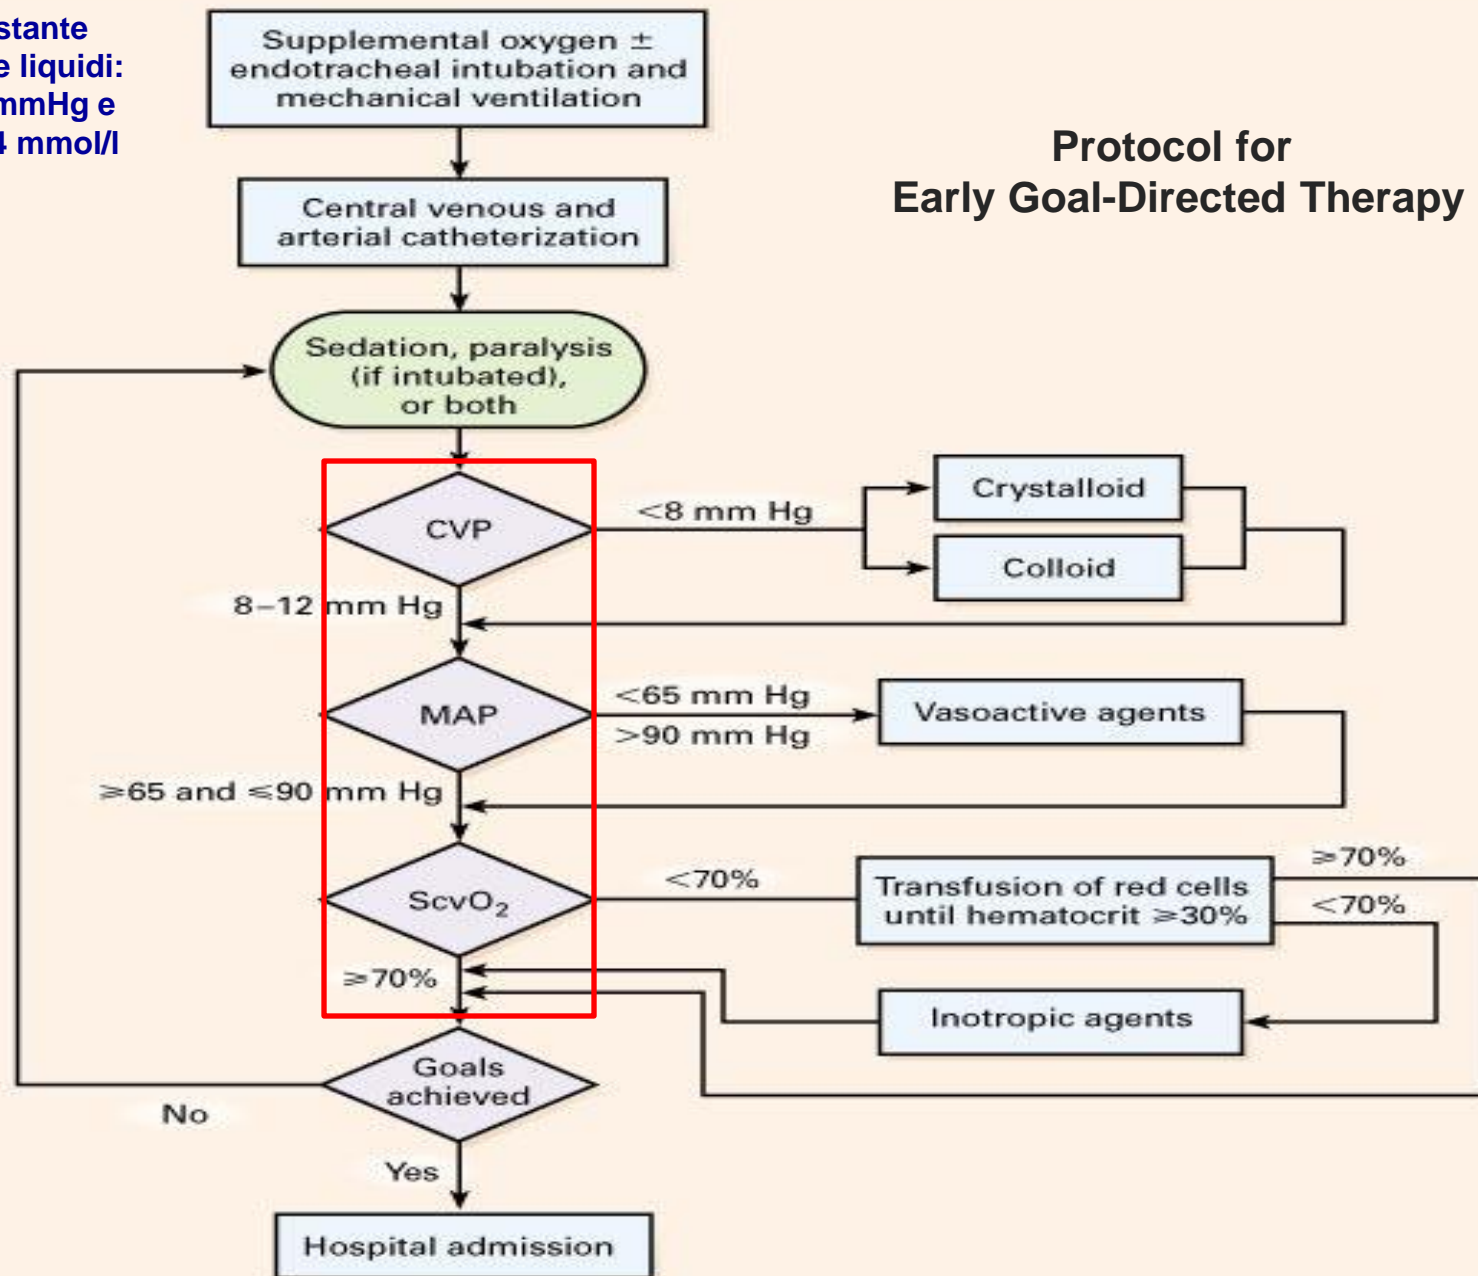 stante
e liquidi:
mmHg e
4 mmol/l
Supplemental oxygen ±
endotracheal intubation and
mechanical ventilation
Protocol for
Early Goal-Directed Therapy
Central venous and
arterial catheterization
Sedation, paralysis
(if intubated),
or both
CVP
<8 mm Hg
Crystalloid
Colloid
8–12 mm Hg
MAP
<65 mm Hg
>90 mm Hg
Vasoactive agents
≥65 and ≤90 mm Hg
ScvO₂
<70%
Transfusion of red cells
until hematocrit ≥30%
≥70%
<70%
≥70%
Inotropic agents
Goals
achieved
No
Yes
Hospital admission